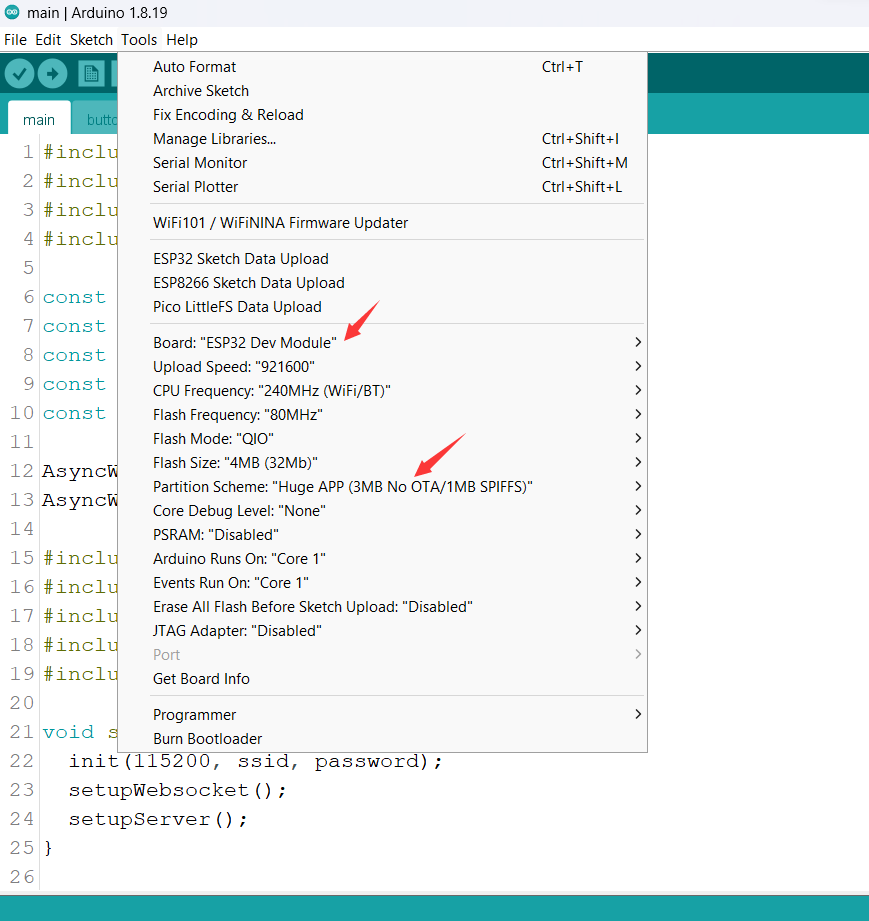 main | Arduino 1.8.19
File Edit Sketch Tools Help
main
Auto Format Ctrl+T
Archive Sketch
Fix Encoding & Reload
Manage Libraries... Ctrl+Shift+I
Serial Monitor Ctrl+Shift+M
Serial Plotter Ctrl+Shift+L
WiFi101 / WiFiNINA Firmware Updater
ESP32 Sketch Data Upload
ESP8266 Sketch Data Upload
Pico LittleFS Data Upload
Board: "ESP32 Dev Module"
Upload Speed: "921600"
CPU Frequency: "240MHz (WiFi/BT)"
Flash Frequency: "80MHz"
Flash Mode: "QIO"
Flash Size: "4MB (32Mb)"
Partition Scheme: "Huge APP (3MB No OTA/1MB SPIFFS)"
Core Debug Level: "None"
PSRAM: "Disabled"
Arduino Runs On: "Core 1"
Events Run On: "Core 1"
Erase All Flash Before Sketch Upload: "Disabled"
JTAG Adapter: "Disabled"
Port
Get Board Info
Programmer
Burn Bootloader
1 #inclu
2 #inclu
3 #inclu
4 #inclu
5
6 const
7 const
8 const
9 const
10 const
11
12 AsyncW
13 AsyncW
14
15 #inclu
16 #inclu
17 #inclu
18 #inclu
19 #inclu
20
21 void s
22 init(115200, ssid, password);
23 setupWebsocket();
24 setupServer();
25 }
26